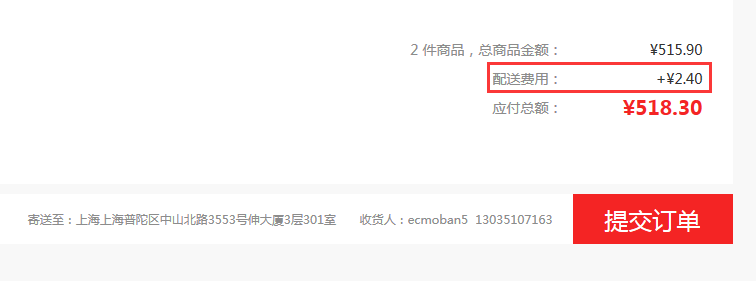 2 件商品，总商品金额： ¥515.90
配送费用： +¥2.40
应付总额： ¥518.30
寄送至：上海上海普陀区中山北路3553号伸大厦3层301室 收货人：ecmoban5 13035107163 提交订单